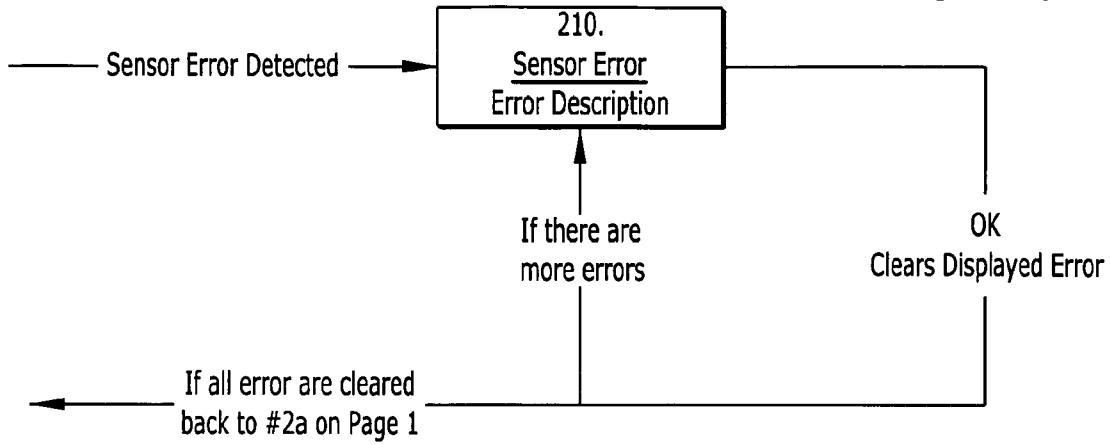 210.
Sensor Error Detected
Sensor Error
Error Description
If there are
more errors
OK
Clears Displayed Error
If all error are cleared
back to #2a on Page 1